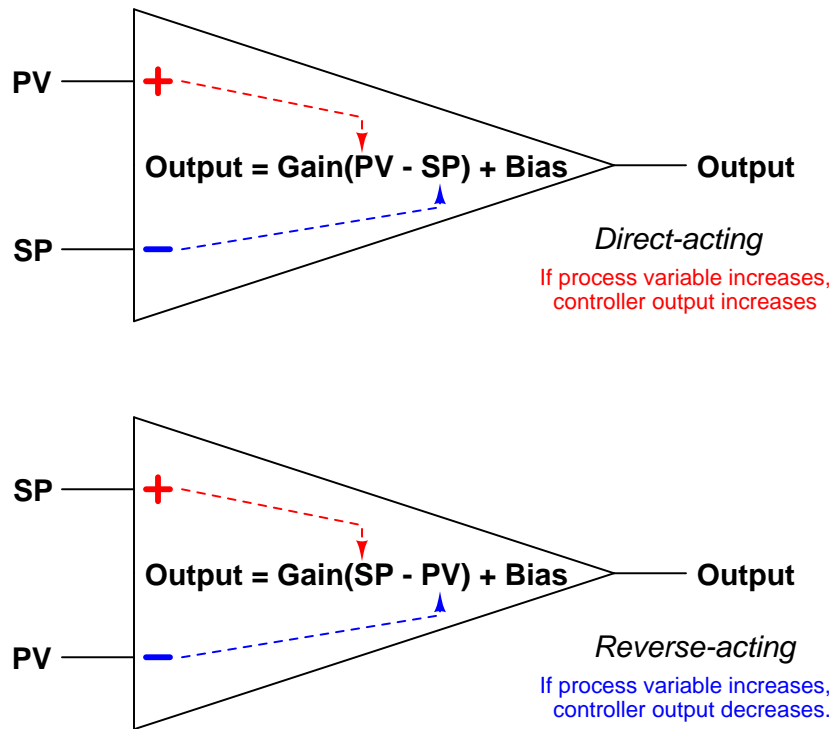 PV
+
Output = Gain(PV - SP) + Bias
Output
SP
−
Direct-acting
If process variable increases,
controller output increases
SP
+
Output = Gain(SP - PV) + Bias
Output
PV
−
Reverse-acting
If process variable increases,
controller output decreases.